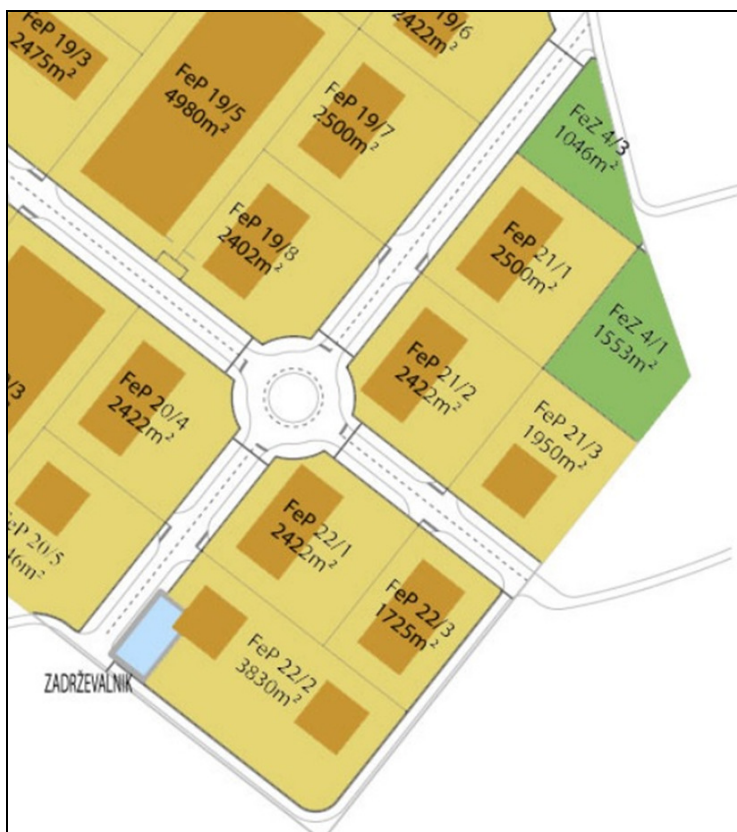 FeP 19/3
2475m²
FeP 19/5
4980m²
19/6
2422m²
FeP 19/7
2500m²
FeP 19/8
2402m²
FeZ 4/3
1046m²
FeP 21/1
2500m²
FeZ 4/1
1553m²
FeP 21/2
2422m²
FeP 21/3
1950m²
FeP 20/4
2422m²
FeP 22/1
2422m²
FeP 22/3
1725m²
FeP 22/2
3830m²
ZADRŽEVALNIK